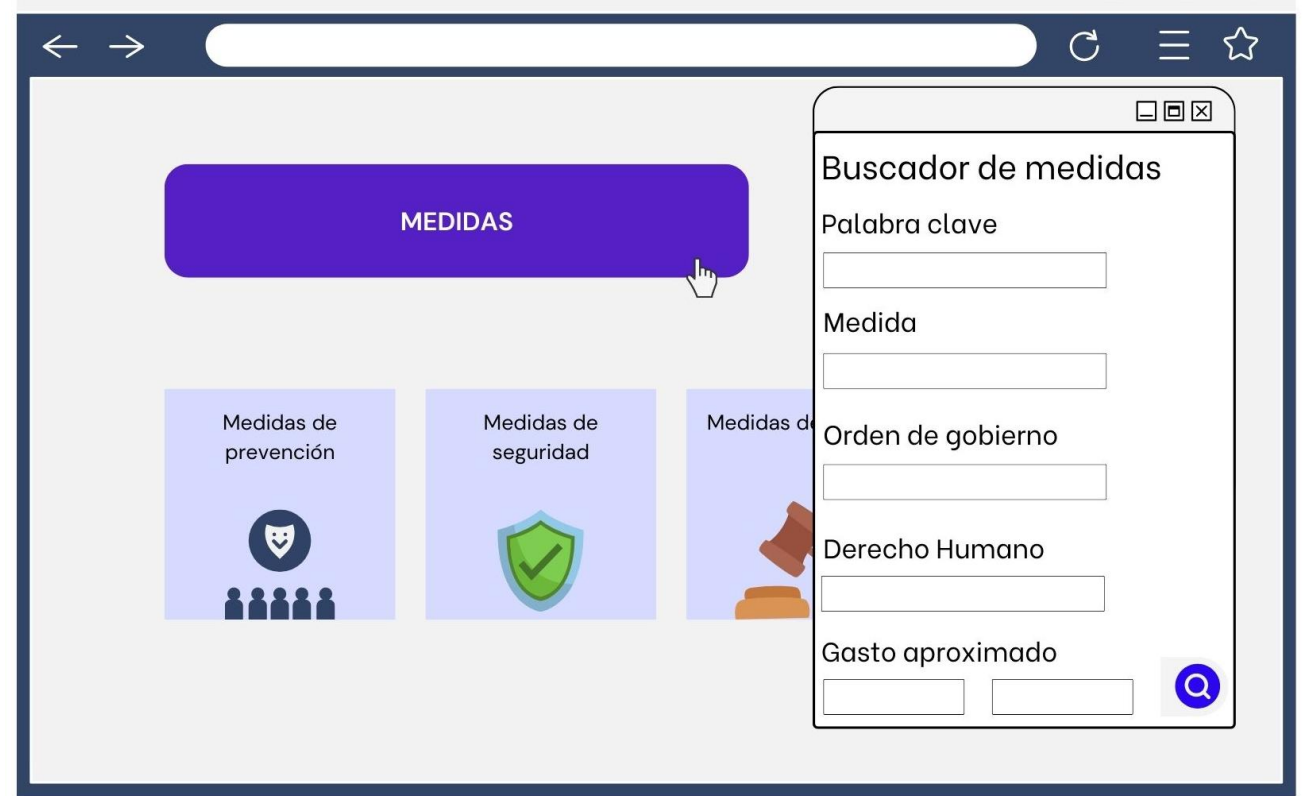 MEDIDAS
Medidas de
prevención
Medidas de
seguridad
Medidas
Buscador de medidas
Palabra clave
Medida
Orden de gobierno
Derecho Humano
Gasto aproximado